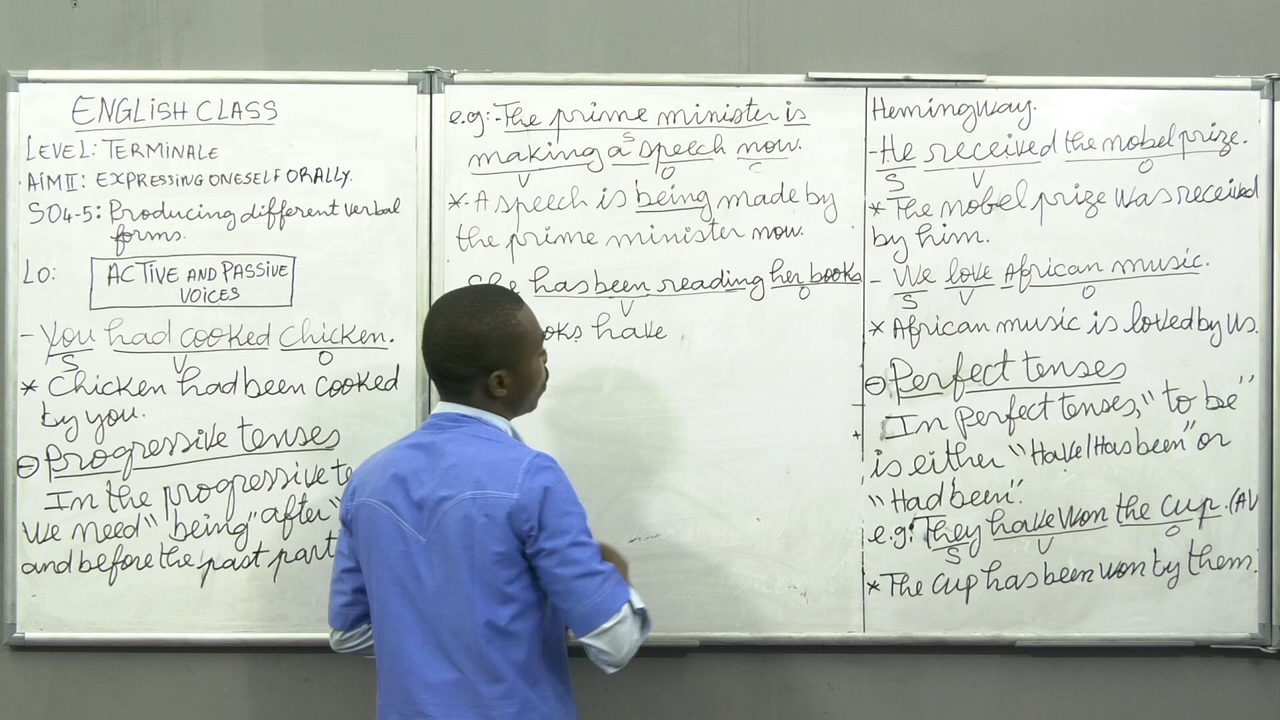 ENGLISH CLASS
LEVEL: TERMINALE
AIM II: EXPRESSING ONESELF ORALLY.
SO4-5: Producing different verbal
forms.
LO: ACTIVE AND PASSIVE
VOICES
- You had cooked chicken.
S V O
* Chicken had been cooked
by you.
Progressive tenses
In the progressive te
We need "being" after "
and before the past part
e.g:- The prime minister is
S
making a speech now.
V O C
*- A speech is being made by
the prime minister now.
has been reading her books
V O
oks have
Hemingway.
- He received the nobel prize.
S V O
* The nobel prize was received
by him.
- We love African music.
S V O
* African music is loved by us.
Perfect tenses
In Perfect tenses, "to be"
is either "Have/Has been" or
"Had been".
e.g: They have won the cup. (AV
S V O
* The cup has been won by them.